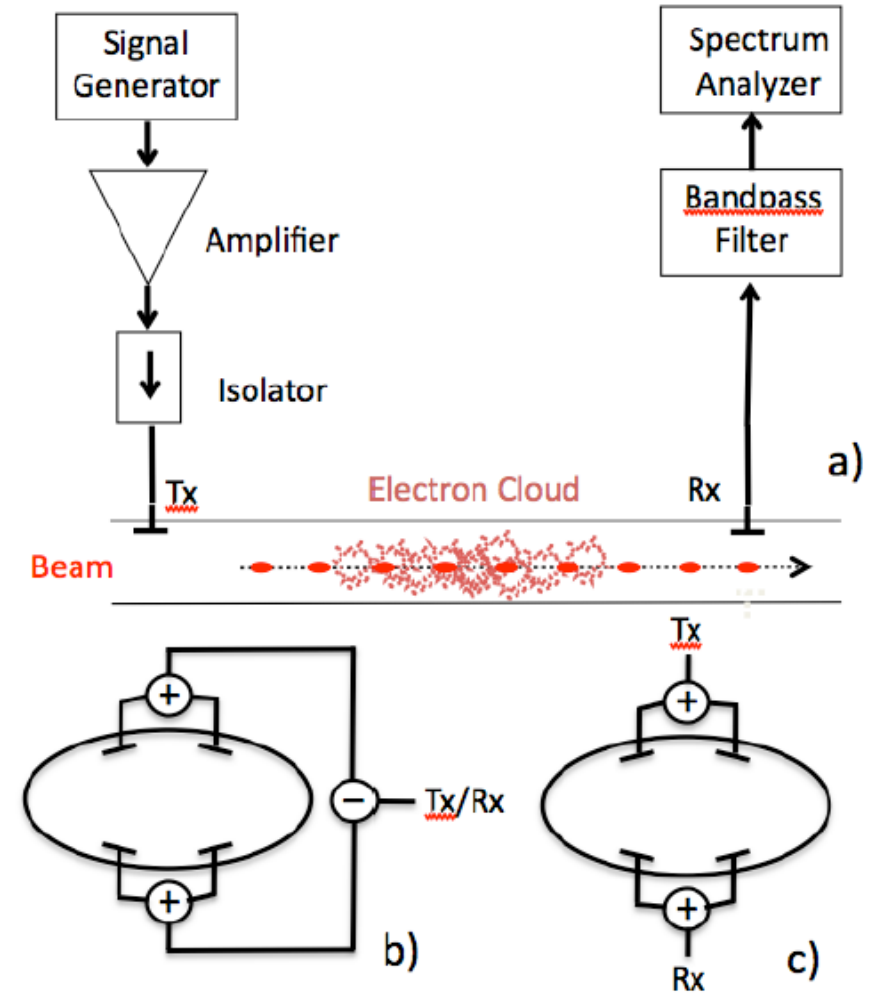 Signal
Generator
Spectrum
Analyzer
Amplifier
Bandpass
Filter
Isolator
a)
Tx
Electron Cloud
Rx
Beam
+
−
Tx/Rx
+
b)
Tx
+
+
Rx
c)